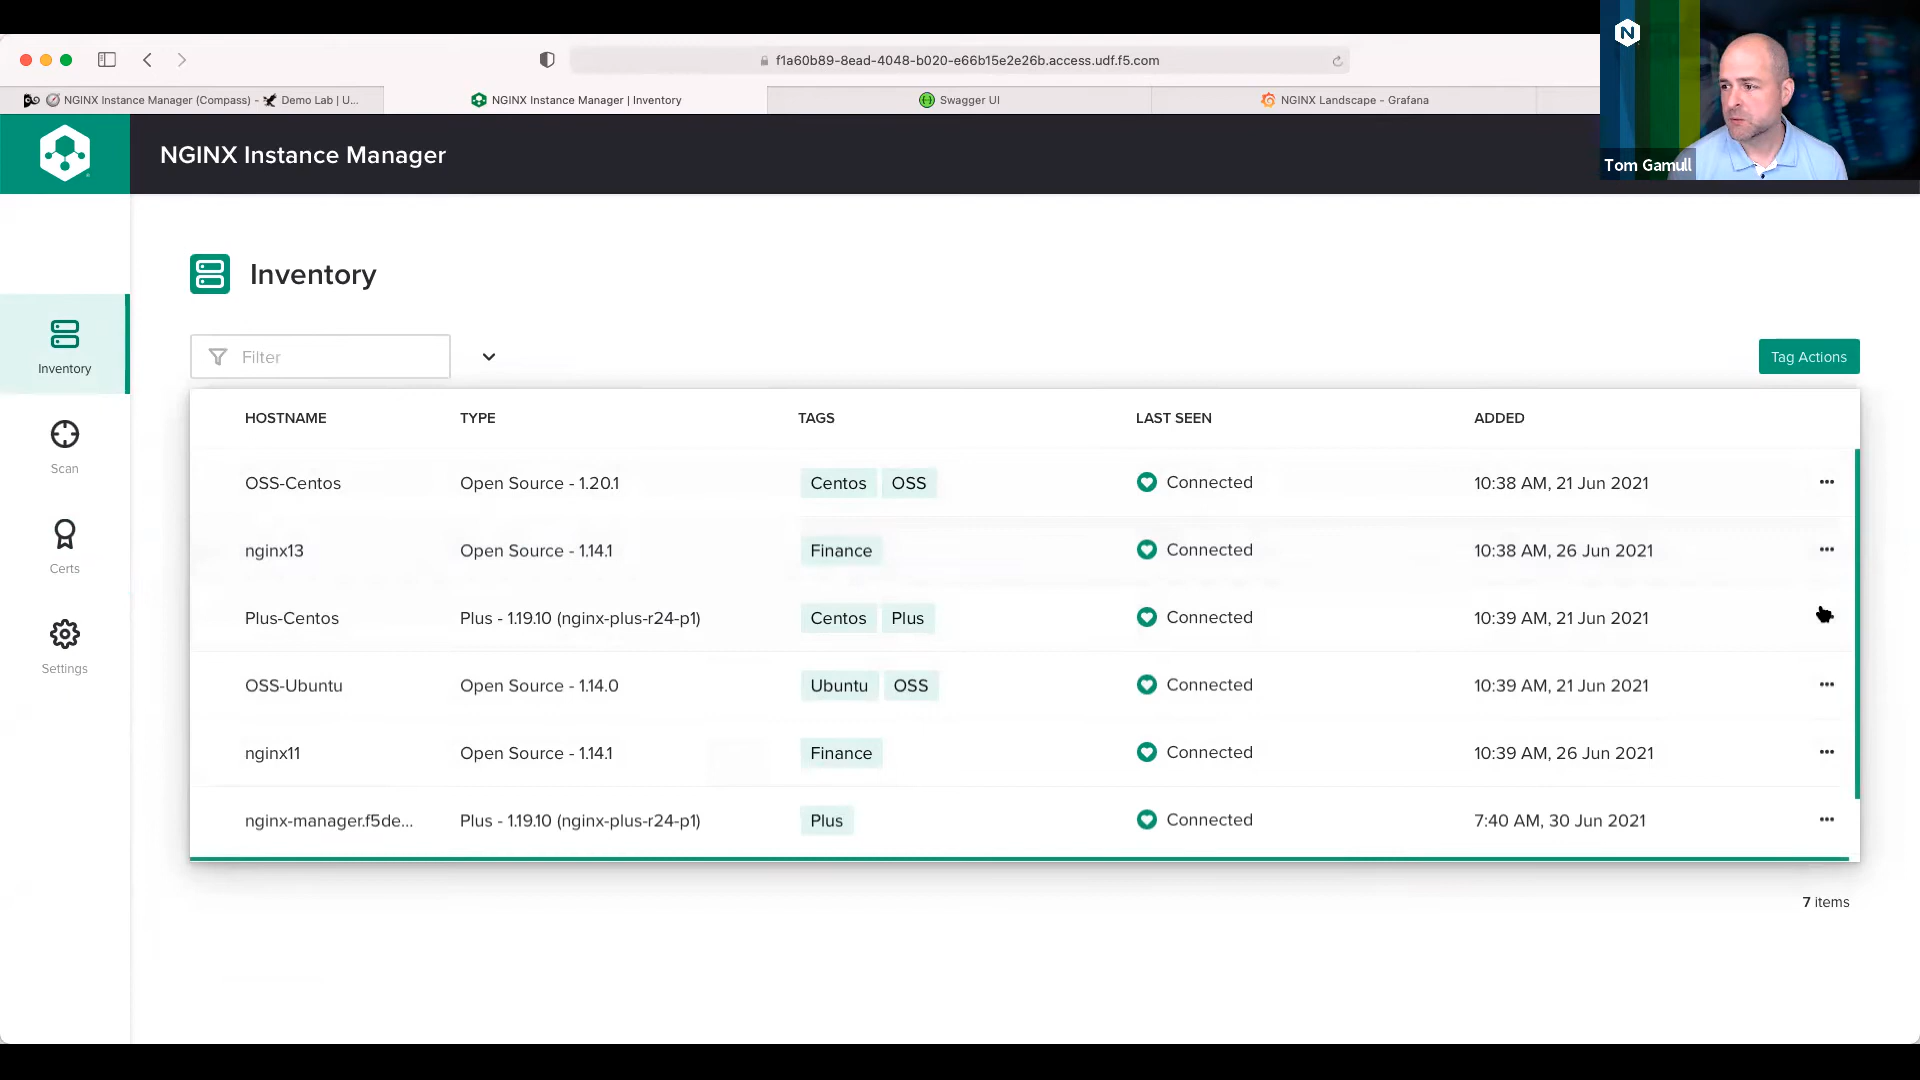 f1a60b89-8ead-4048-b020-e66b15e2e26b.access.udf.f5.com
NGINX Instance Manager (Compass) - Demo Lab | U...
NGINX Instance Manager | Inventory
Swagger UI
NGINX Landscape - Grafana
N
Tom Gamull
NGINX Instance Manager
Inventory
Scan
Certs
Settings
Inventory
Filter
Tag Actions
HOSTNAME TYPE TAGS LAST SEEN ADDED
OSS-Centos Open Source - 1.20.1 Centos OSS Connected 10:38 AM, 21 Jun 2021
nginx13 Open Source - 1.14.1 Finance Connected 10:38 AM, 26 Jun 2021
Plus-Centos Plus - 1.19.10 (nginx-plus-r24-p1) Centos Plus Connected 10:39 AM, 21 Jun 2021
OSS-Ubuntu Open Source - 1.14.0 Ubuntu OSS Connected 10:39 AM, 21 Jun 2021
nginx11 Open Source - 1.14.1 Finance Connected 10:39 AM, 26 Jun 2021
nginx-manager.f5de... Plus - 1.19.10 (nginx-plus-r24-p1) Plus Connected 7:40 AM, 30 Jun 2021
7 items